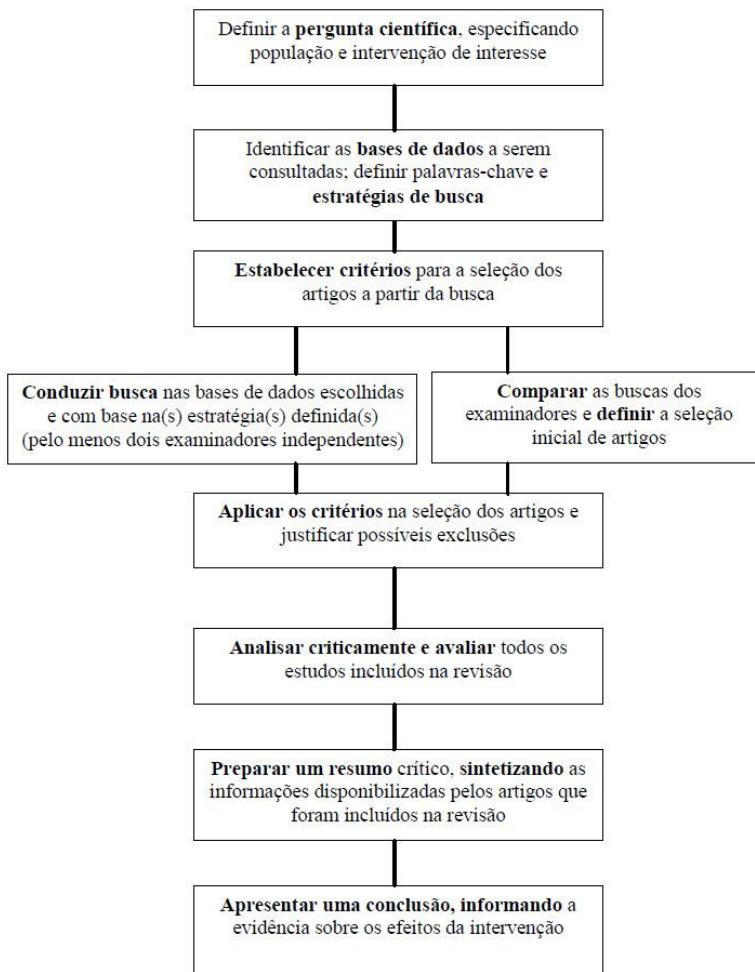 Definir a pergunta científica, especificando
população e intervenção de interesse
Identificar as bases de dados a serem
consultadas; definir palavras-chave e
estratégias de busca
Estabelecer critérios para a seleção dos
artigos a partir da busca
Conduzir busca nas bases de dados escolhidas
e com base na(s) estratégia(s) definida(s)
(pelo menos dois examinadores independentes)
Comparar as buscas dos
examinadores e definir a seleção
inicial de artigos
Aplicar os critérios na seleção dos artigos e
justificar possíveis exclusões
Analisar criticamente e avaliar todos os
estudos incluídos na revisão
Preparar um resumo crítico, sintetizando as
informações disponibilizadas pelos artigos que
foram incluídos na revisão
Apresentar uma conclusão, informando a
evidência sobre os efeitos da intervenção